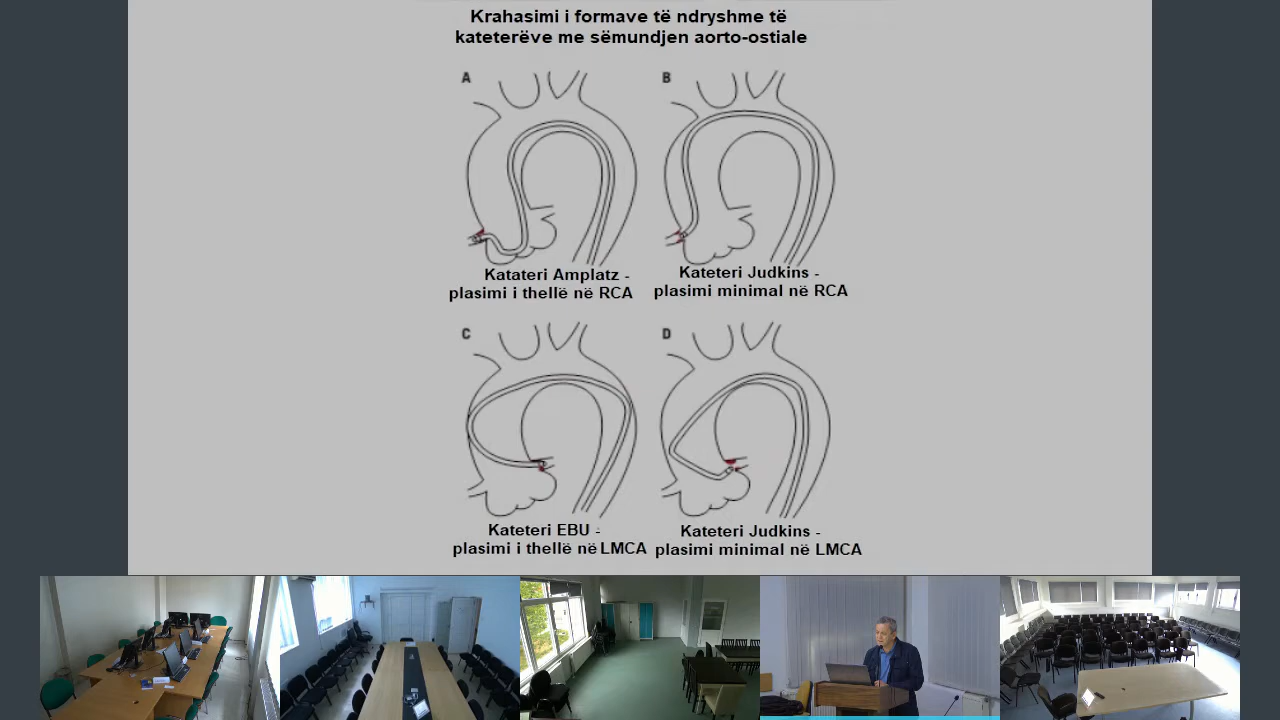 Krahasimi i formave të ndryshme të
kateterëve me sëmundjen aorto-ostiale
A
B
Katateri Amplatz -
plasimi i thellë në RCA
Kateteri Judkins -
plasimi minimal në RCA
C
D
Kateteri EBU -
plasimi i thellë në LMCA
Kateteri Judkins -
plasimi minimal në LMCA